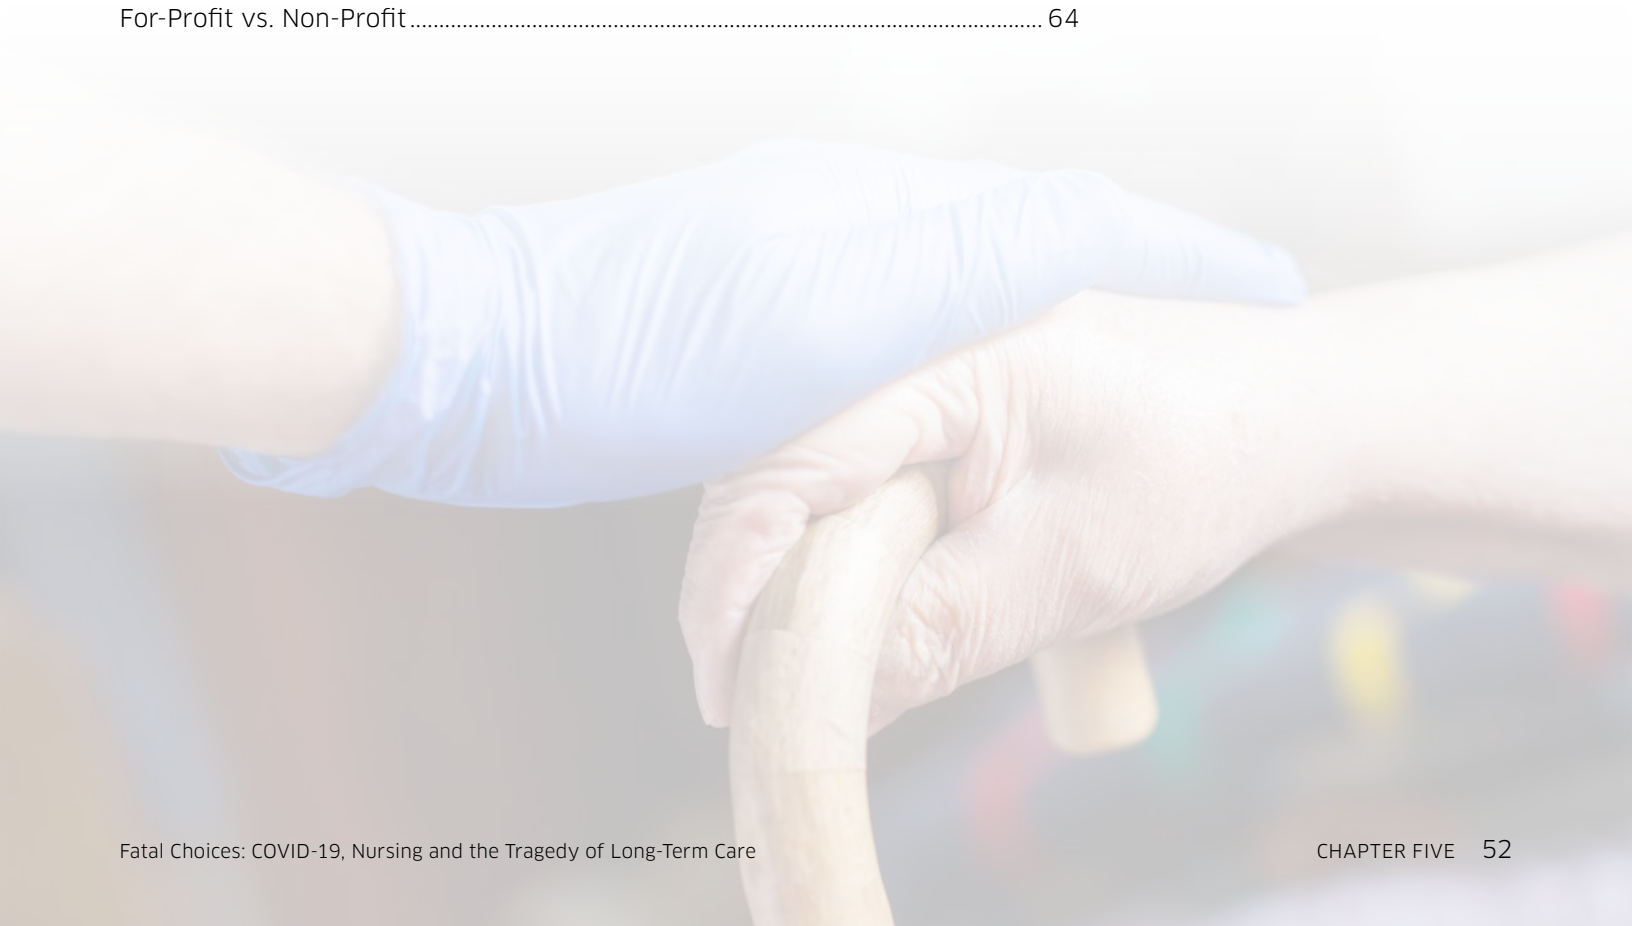 For-Profit vs. Non-Profit.............................................................................................................. 64
Fatal Choices: COVID-19, Nursing and the Tragedy of Long-Term Care
CHAPTER FIVE 52